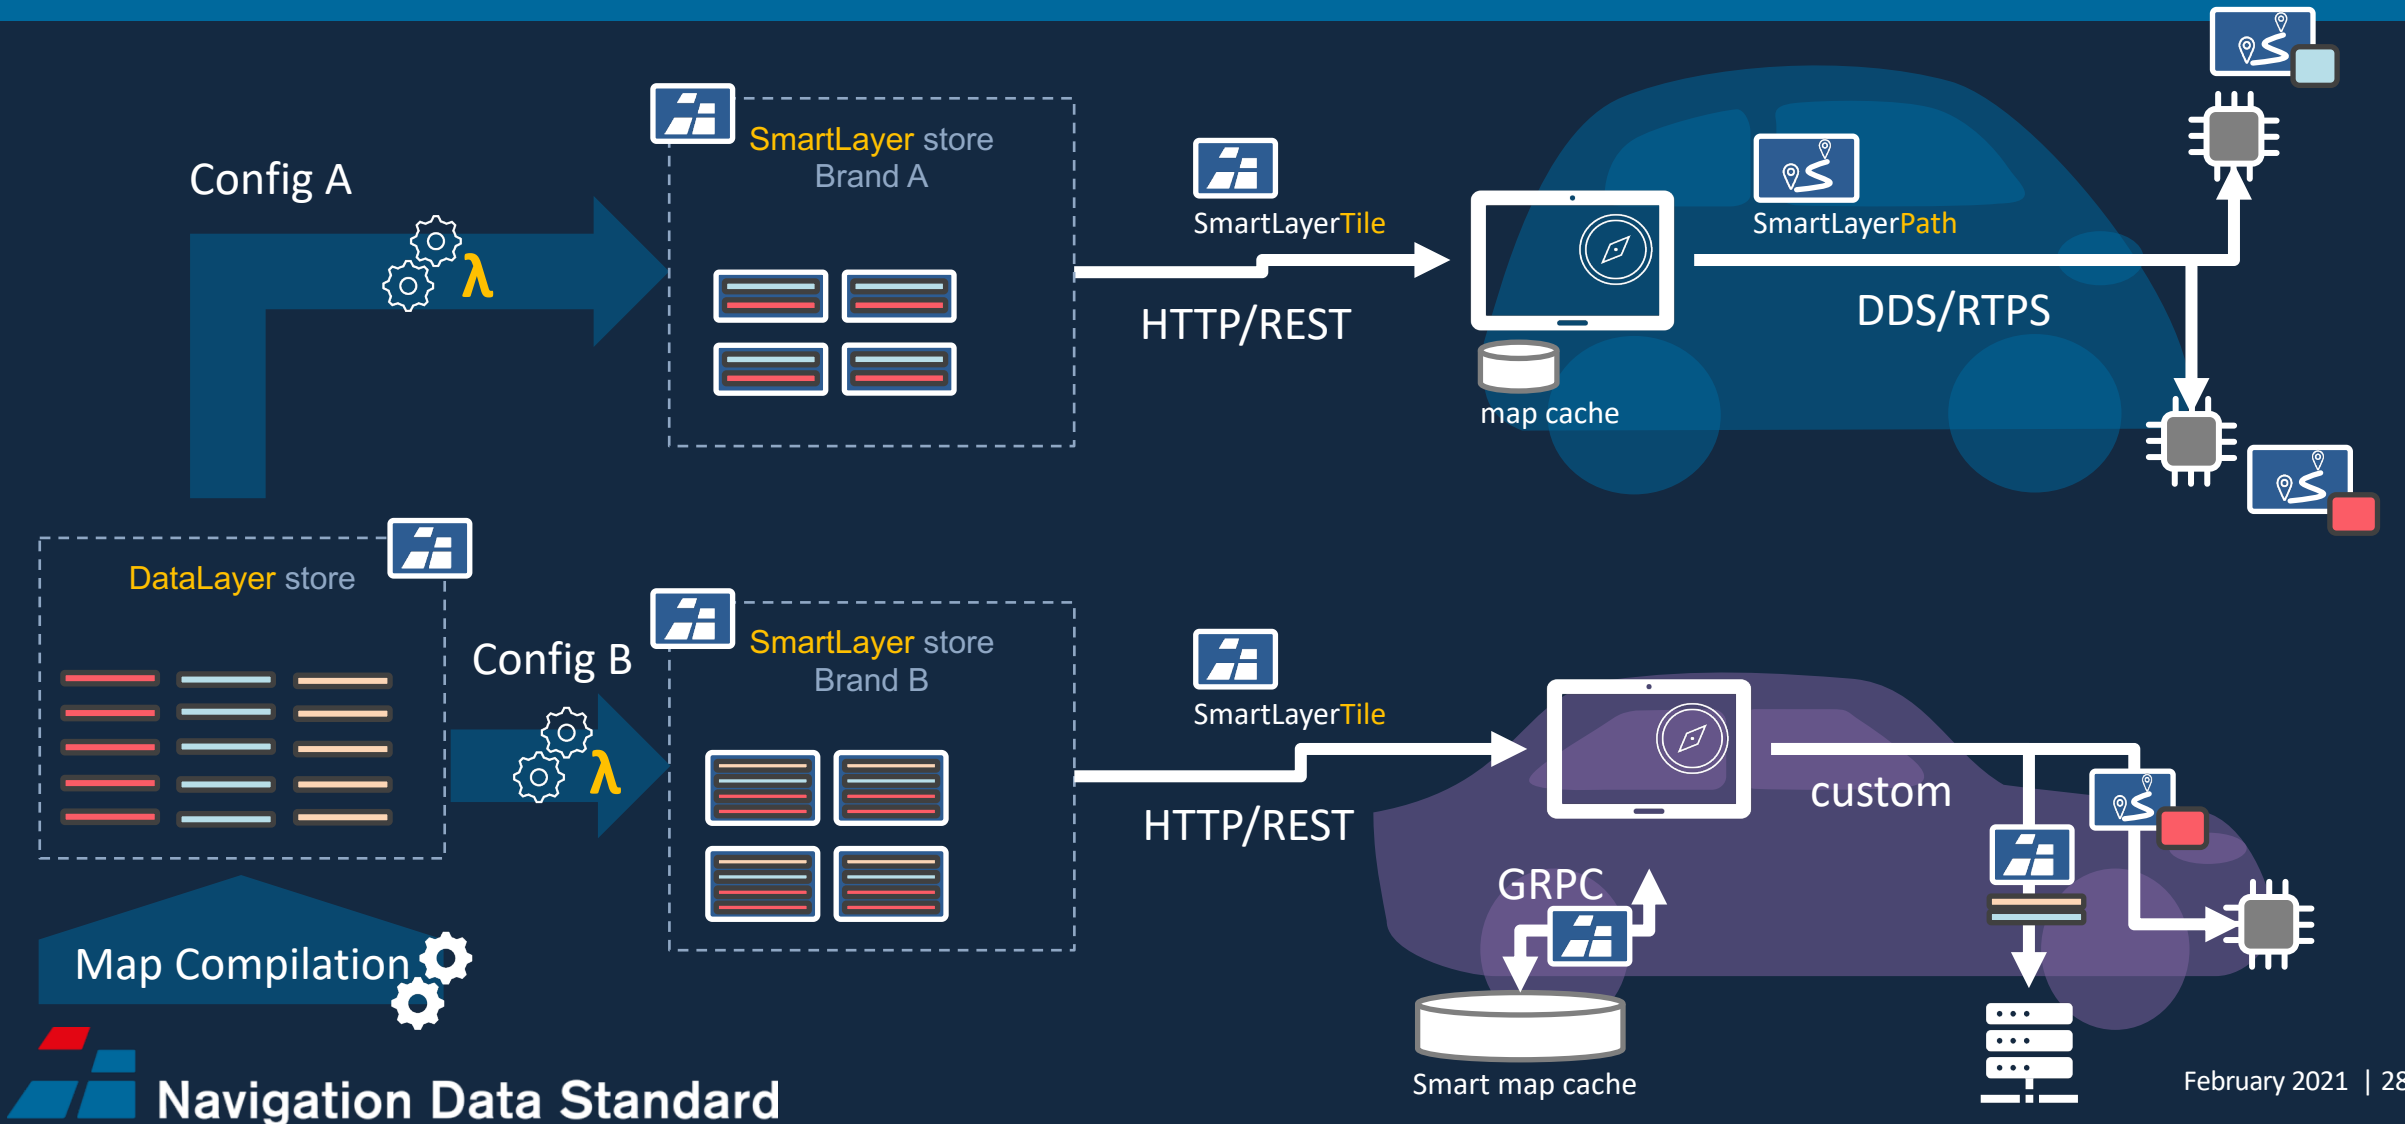 Config A
λ
SmartLayer store
Brand A
SmartLayerTile
HTTP/REST
map cache
SmartLayerPath
DDS/RTPS
DataLayer store
Map Compilation
Config B
λ
SmartLayer store
Brand B
SmartLayerTile
HTTP/REST
custom
GRPC
Smart map cache
Navigation Data Standard
February 2021 | 28